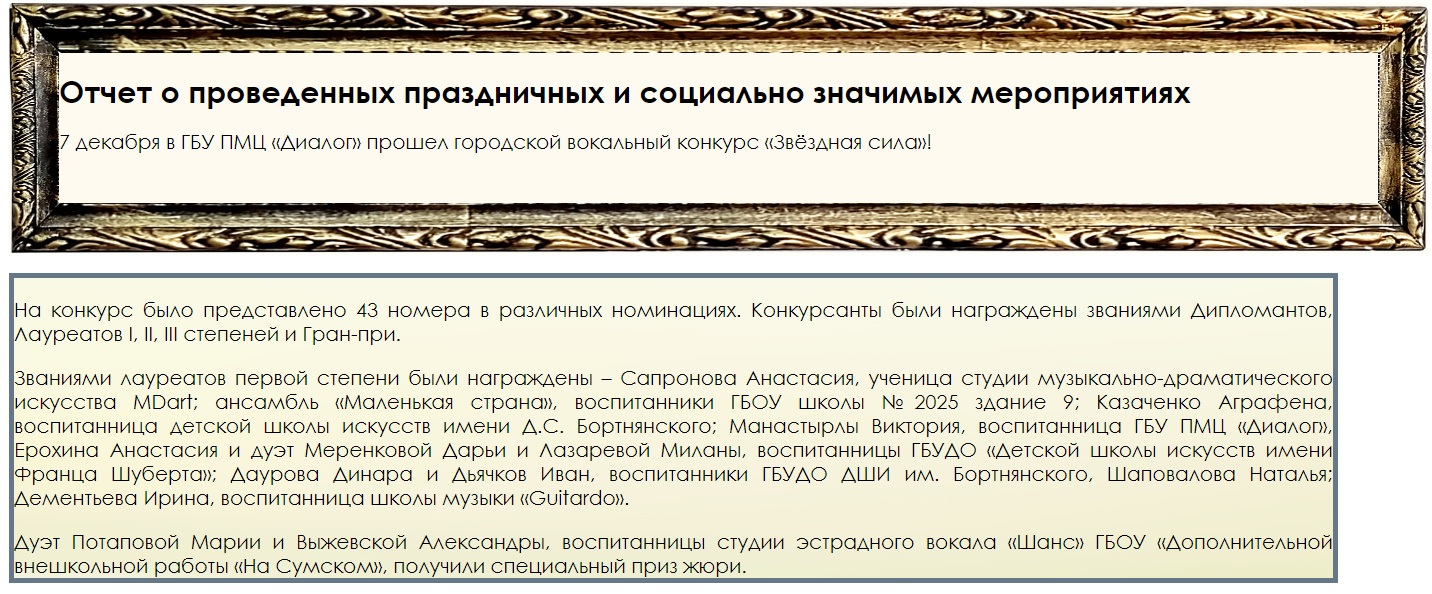 Отчет о проведенных праздничных и социально значимых мероприятиях
7 декабря в ГБУ ПМЦ «Диалог» прошел городской вокальный конкурс «Звёздная сила»!
На конкурс было представлено 43 номера в различных номинациях. Конкурсанты были награждены званиями Дипломантов,
Лауреатов I, II, III степеней и Гран-при.
Званиями лауреатов первой степени были награждены – Сапронова Анастасия, ученица студии музыкально-драматического
искусства MDart; ансамбль «Маленькая страна», воспитанники ГБОУ школы № 2025 здание 9; Казаченко Аграфена,
воспитанница детской школы искусств имени Д.С. Бортнянского; Манастырлы Виктория, воспитанница ГБУ ПМЦ «Диалог»,
Ерохина Анастасия и дуэт Меренковой Дарьи и Лазаревой Миланы, воспитанницы ГБУДО «Детской школы искусств имени
Франца Шуберта»; Даурова Динара и Дьячков Иван, воспитанники ГБУДО ДШИ им. Бортнянского, Шаповалова Наталья;
Дементьева Ирина, воспитанница школы музыки «Guitardo».
Дуэт Потаповой Марии и Выжевской Александры, воспитанницы студии эстрадного вокала «Шанс» ГБОУ «Дополнительной
внешкольной работы «На Сумском», получили специальный приз жюри.